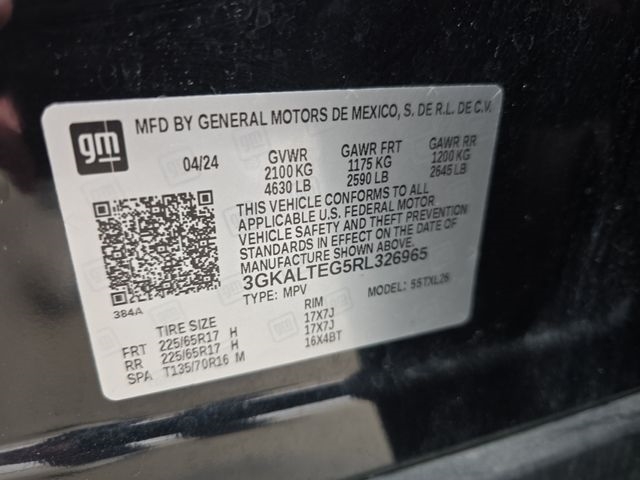 gm
MFD BY GENERAL MOTORS DE MEXICO, S. DE R.L. DE C.V.
04/24 GVWR GAWR FRT GAWR RR
2100 KG 1175 KG 1200 KG
4630 LB 2590 LB 2645 LB
THIS VEHICLE CONFORMS TO ALL
APPLICABLE U.S. FEDERAL MOTOR
VEHICLE SAFETY AND THEFT PREVENTION
STANDARDS IN EFFECT ON THE DATE OF
MANUFACTURE SHOWN ABOVE.
3GKALTEG5RL326965
TYPE: MPV MODEL: 55TXL26
384A
TIRE SIZE RIM
FRT 225/65R17 H 17X7J
RR 225/65R17 H 17X7J
SPA T135/70R16 M 16X4BT